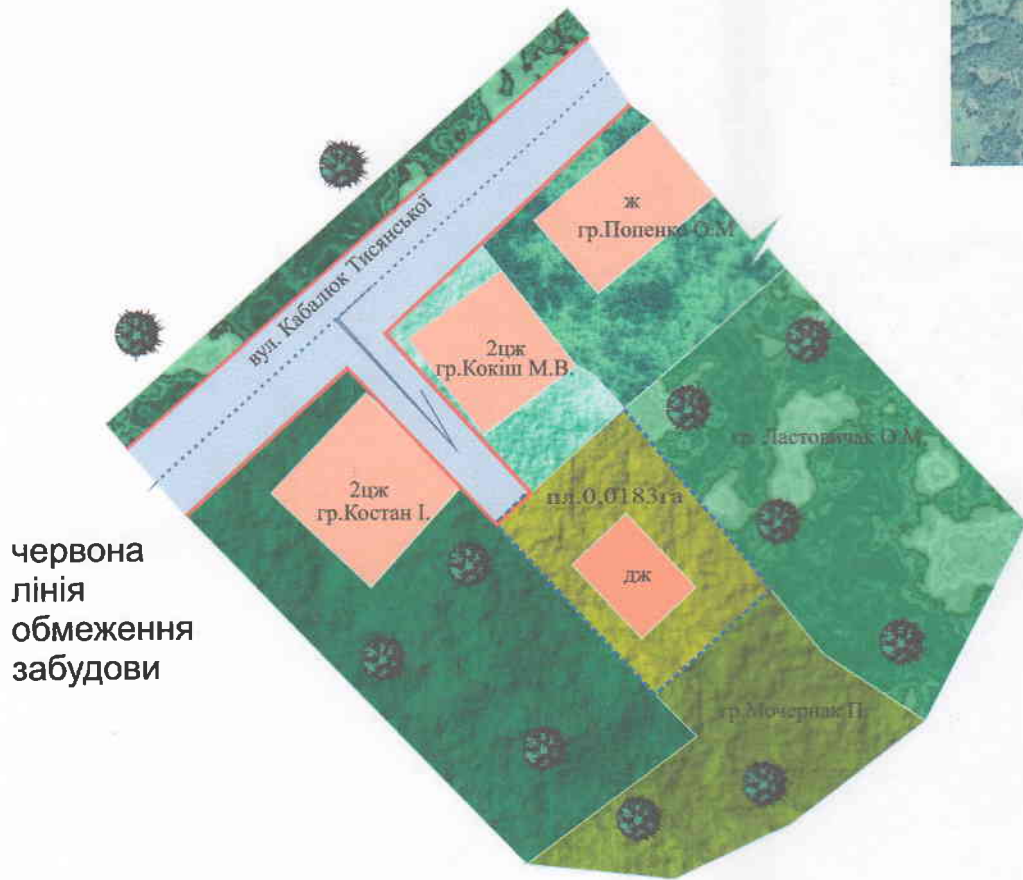 вул. Кабалюк Тисянської
ж
гр.Попенко О.М
2цж
гр.Кокіш М.В.
гр. Ластовичак О.М.
2цж
гр.Костан І.
пл.0,0183га
дж
гр.Мочернак П.
червона
лінія
обмеження
забудови